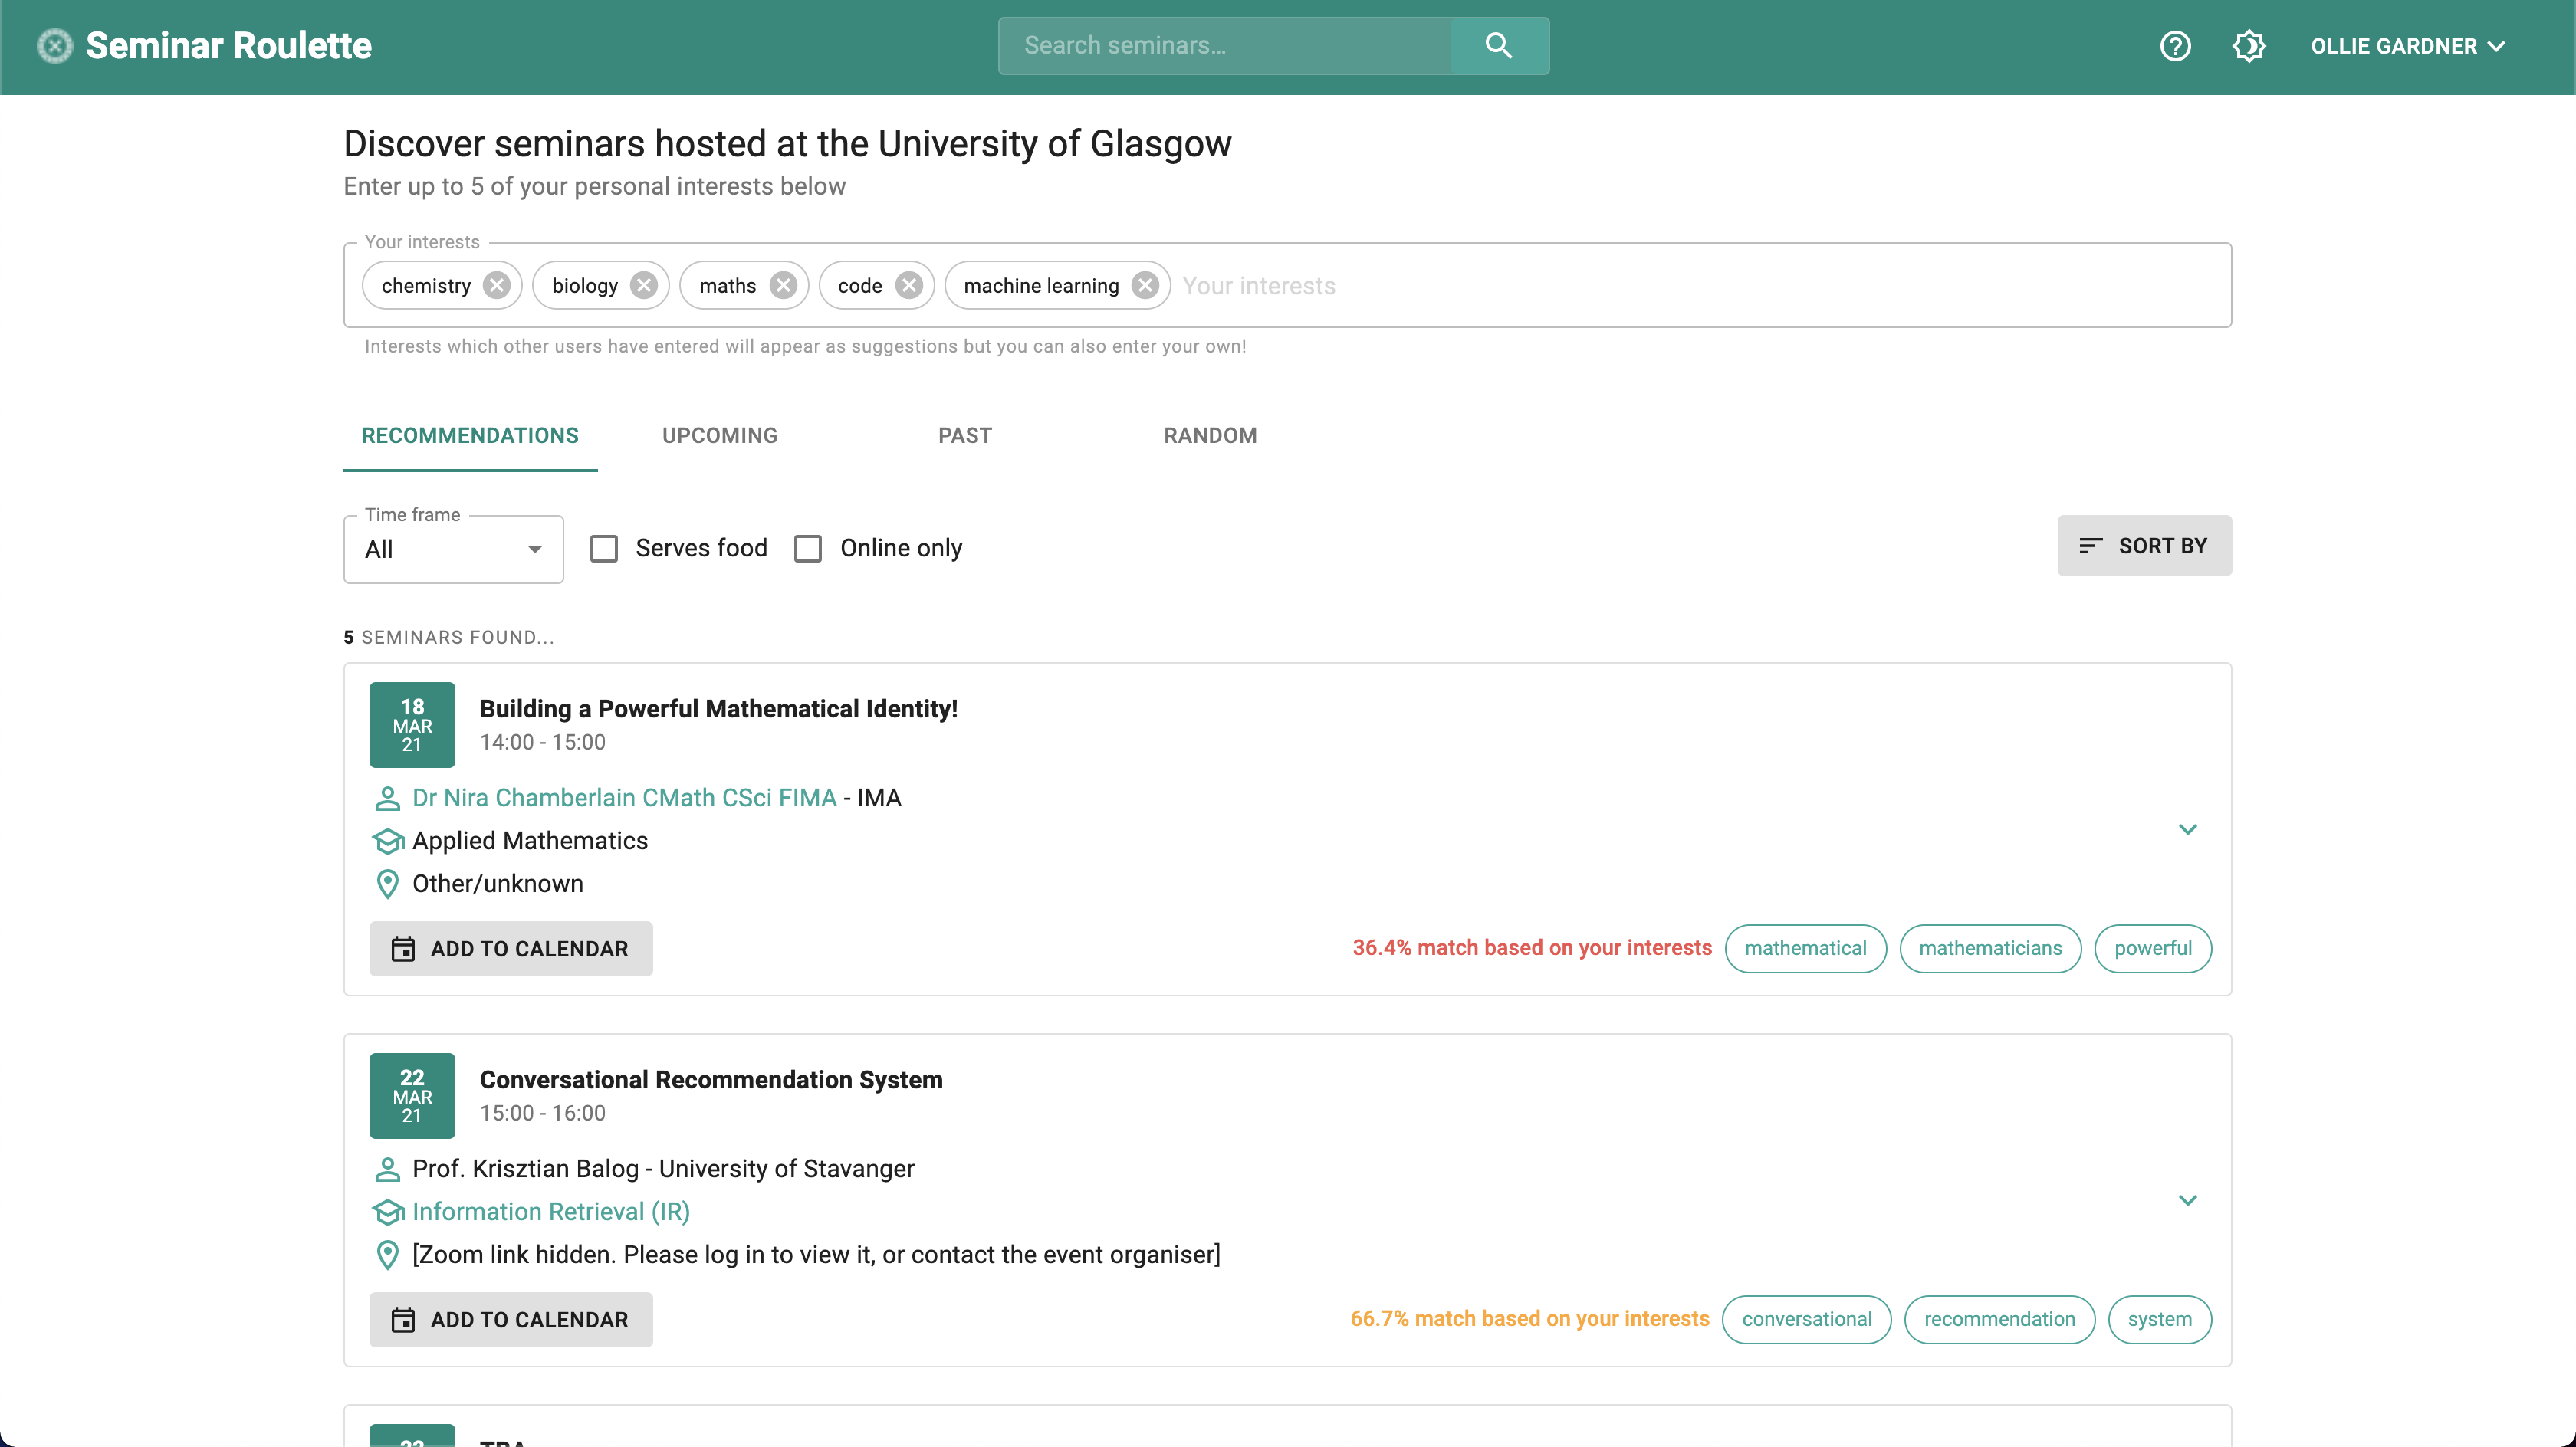 Seminar Roulette
Search seminars...
OLLIE GARDNER
Discover seminars hosted at the University of Glasgow
Enter up to 5 of your personal interests below
Your interests
chemistry biology maths code machine learning Your interests
Interests which other users have entered will appear as suggestions but you can also enter your own!
RECOMMENDATIONS UPCOMING PAST RANDOM
Time frame
All Serves food Online only SORT BY
5 SEMINARS FOUND...
18
MAR
21
Building a Powerful Mathematical Identity!
14:00 - 15:00
Dr Nira Chamberlain CMath CSci FIMA - IMA
Applied Mathematics
Other/unknown
ADD TO CALENDAR 36.4% match based on your interests mathematical mathematicians powerful
22
MAR
21
Conversational Recommendation System
15:00 - 16:00
Prof. Krisztian Balog - University of Stavanger
Information Retrieval (IR)
[Zoom link hidden. Please log in to view it, or contact the event organiser]
ADD TO CALENDAR 66.7% match based on your interests conversational recommendation system